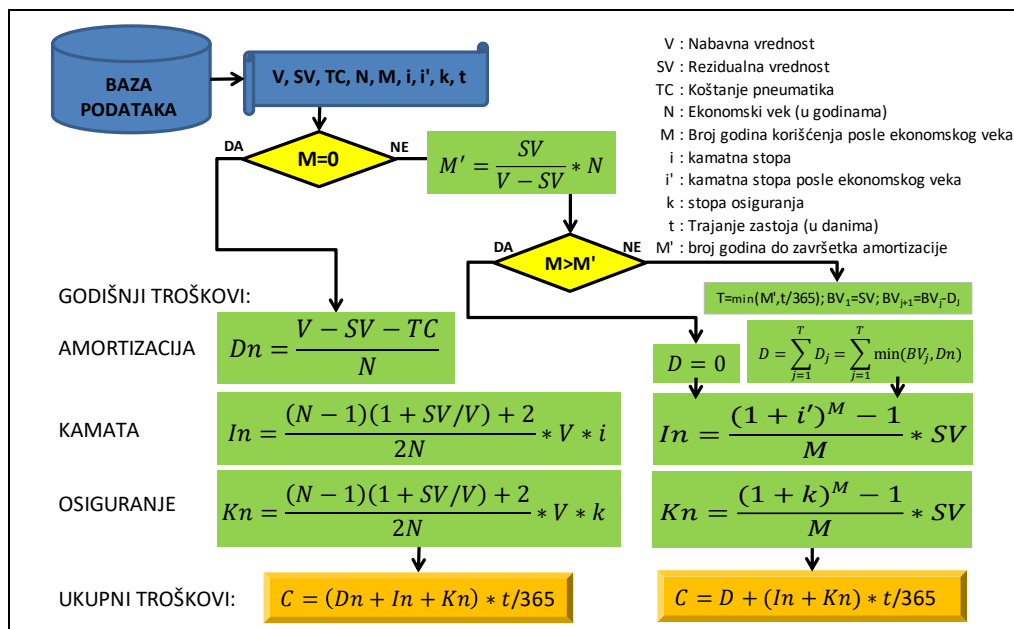 BAZA
PODATAKA
V, SV, TC, N, M, i, i', k, t
V : Nabavna vrednost
SV : Rezidualna vrednost
TC : Koštanje pneumatika
N : Ekonomski vek (u godinama)
M : Broj godina korišćenja posle ekonomskog veka
i : kamatna stopa
i' : kamatna stopa posle ekonomskog veka
k : stopa osiguranja
t : Trajanje zastoja (u danima)
M' : broj godina do završetka amortizacije
DA
M=0
NE
M′ = SV / (V − SV) * N
DA
M>M'
NE
T=min(M',t/365); BV₁=SV; BVⱼ₊₁=BVⱼ-Dⱼ
GODIŠNJI TROŠKOVI:
AMORTIZACIJA
Dn = (V − SV − TC) / N
D = 0
D = ∑_{j=1}^{T} Dⱼ = ∑_{j=1}^{T} min(BVⱼ, Dn)
KAMATA
In = ((N − 1)(1 + SV/V) + 2) / 2N * V * i
In = ((1 + i′)^M − 1) / M * SV
OSIGURANJE
Kn = ((N − 1)(1 + SV/V) + 2) / 2N * V * k
Kn = ((1 + k)^M − 1) / M * SV
UKUPNI TROŠKOVI:
C = (Dn + In + Kn) * t/365
C = D + (In + Kn) * t/365